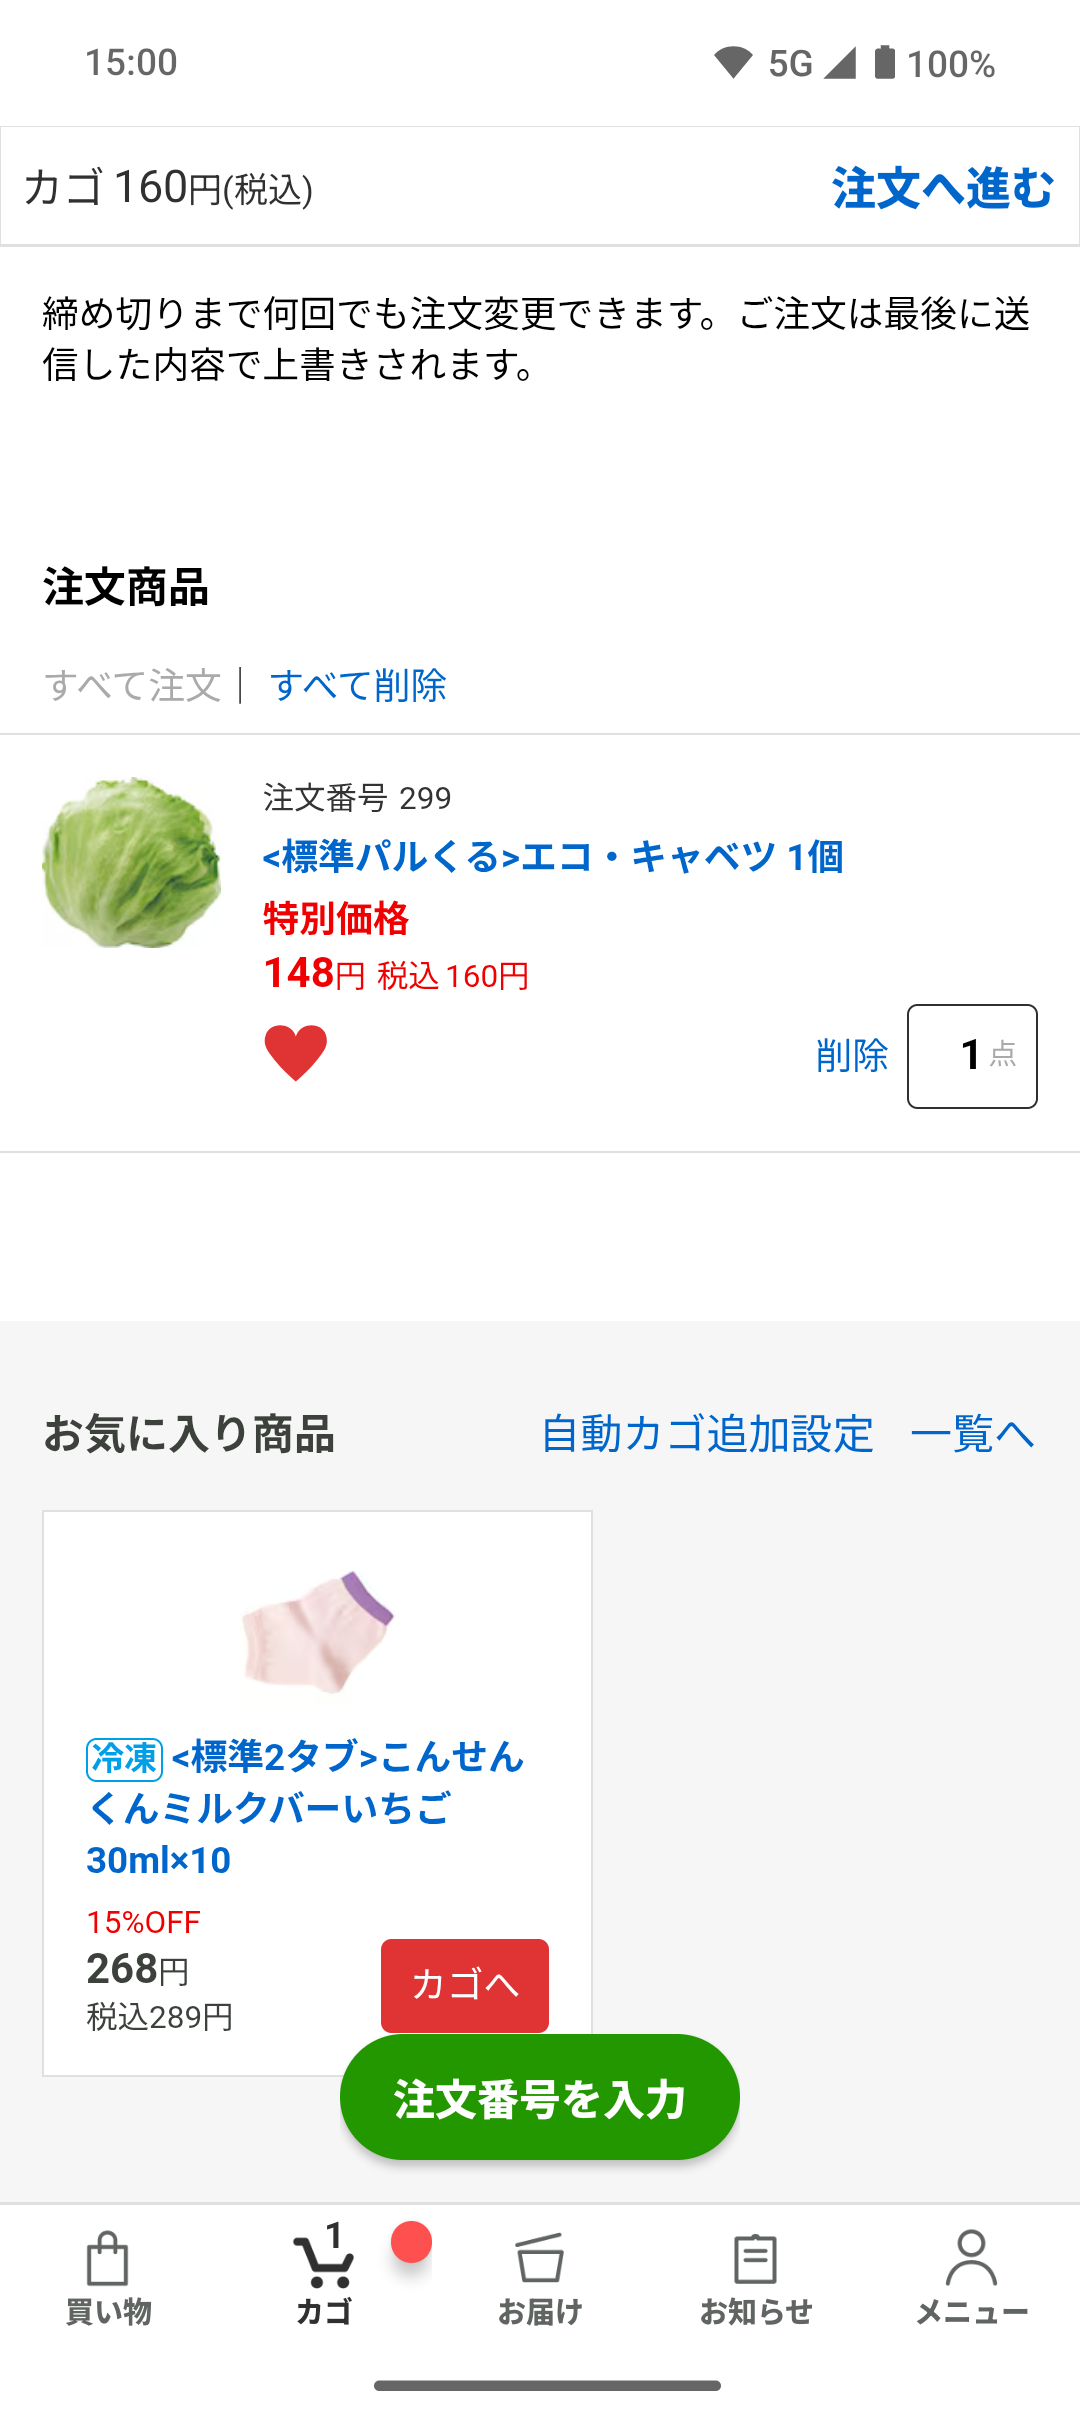 15:00
5G 100%
カゴ 160円(税込)
注文へ進む
締め切りまで何回でも注文変更できます。ご注文は最後に送
信した内容で上書きされます。
注文商品
すべて注文 | すべて削除
注文番号 299
<標準パルくる>エコ・キャベツ 1個
特別価格
148円 税込 160円
削除 1 点
お気に入り商品 自動カゴ追加設定 一覧へ
冷凍 <標準2タブ>こんせん
くんミルクバーいちご
30ml×10
15%OFF
268円
税込289円
カゴへ
注文番号を入力
1
買い物 カゴ お届け お知らせ メニュー